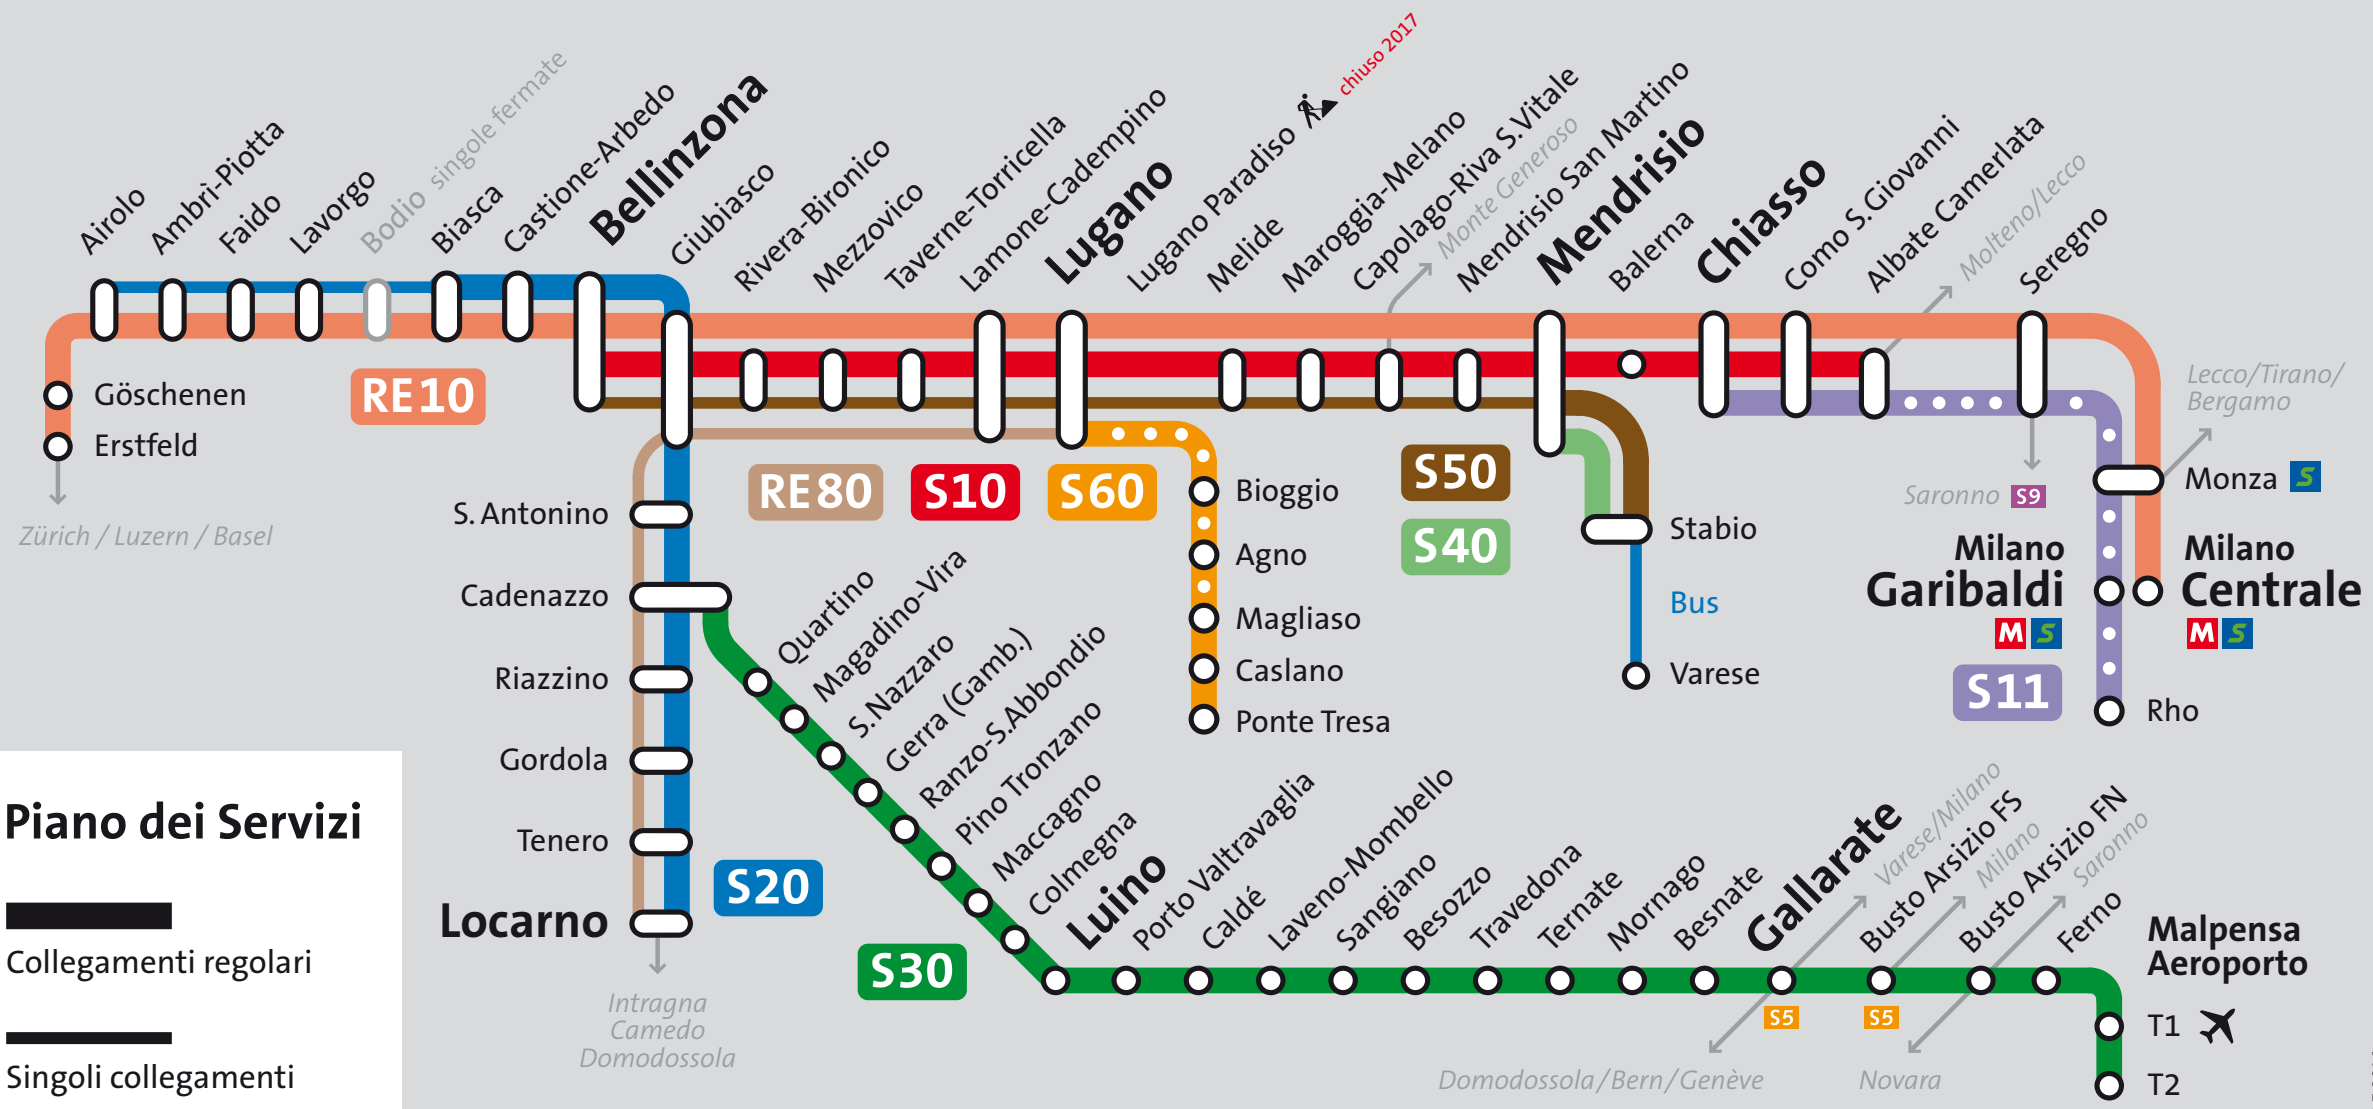 Airolo
Ambrì-Piotta
Faido
Lavorgo
Bodio singole fermate
Biasca
Castione-Arbedo
Bellinzona
Giubiasco
Rivera-Bironico
Mezzovico
Taverne-Torricella
Lamone-Cadempino
Lugano
Lugano Paradiso
chiuso 2017
Melide
Maroggia-Melano
Capolago-Riva S.Vitale
Monte Generoso
Mendrisio San Martino
Mendrisio
Balerna
Chiasso
Como S.Giovanni
Albate Camerlata
Molteno/Lecco
Seregno
Göschenen
Erstfeld
Zürich / Luzern / Basel
RE10
RE80
S10
S60
S50
S40
Lecco/Tirano/
Bergamo
Monza S
Saronno S9
Milano
Garibaldi
M S
Milano
Centrale
M S
S11
Rho
Stabio
Bus
Varese
Bioggio
Agno
Magliaso
Caslano
Ponte Tresa
S. Antonino
Cadenazzo
Riazzino
Gordola
Tenero
Locarno
S20
Intragna
Camedo
Domodossola
Quartino
Magadino-Vira
S.Nazzaro
Gerra (Gamb.)
Ranzo-S.Abbondio
Pino Tronzano
Maccagno
Colmegna
Luino
S30
Porto Valtravaglia
Caldé
Laveno-Mombello
Sangiano
Besozzo
Travedona
Ternate
Mornago
Besnate
Gallarate
Varese/Milano
Busto Arsizio FS
Milano
Busto Arsizio FN
Saronno
Ferno
S5
S5
Domodossola/Bern/Genève
Novara
Malpensa
Aeroporto
T1
T2
Piano dei Servizi
Collegamenti regolari
Singoli collegamenti